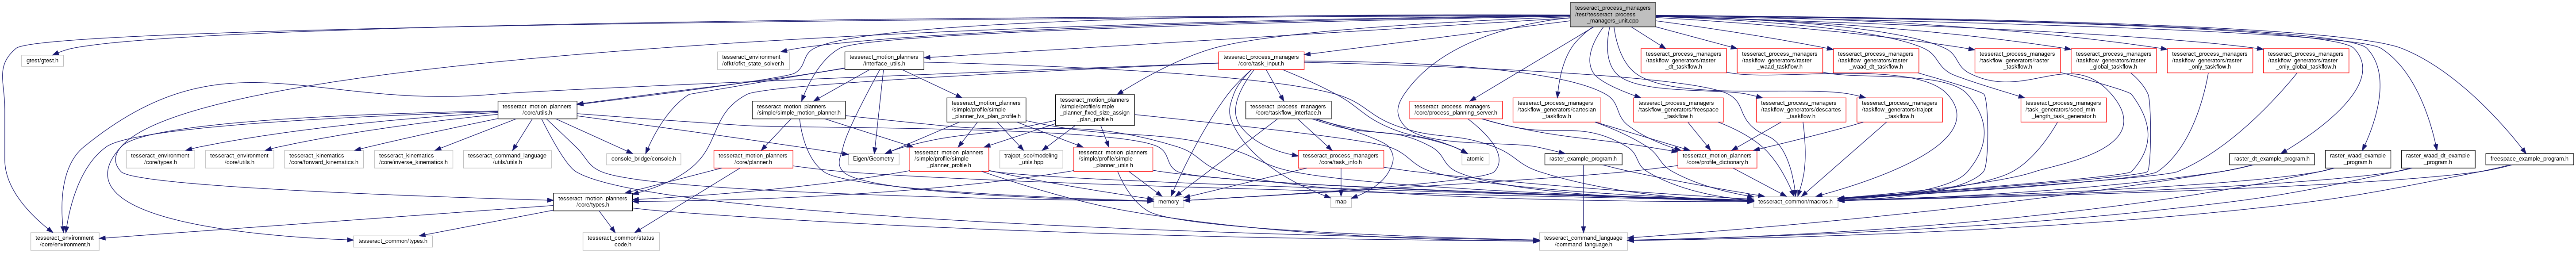 tesseract_process_managers
/test/tesseract_process
_managers_unit.cpp
gtest/gtest.h
tesseract_environment
/ofkt/ofkt_state_solver.h
tesseract_motion_planners
/interface_utils.h
tesseract_process_managers
/core/task_input.h
tesseract_process_managers
/taskflow_generators/raster
_dt_taskflow.h
tesseract_process_managers
/taskflow_generators/raster
_waad_taskflow.h
tesseract_process_managers
/taskflow_generators/raster
_waad_dt_taskflow.h
tesseract_process_managers
/taskflow_generators/raster
_taskflow.h
tesseract_process_managers
/taskflow_generators/raster
_global_taskflow.h
tesseract_process_managers
/taskflow_generators/raster
_only_taskflow.h
tesseract_process_managers
/taskflow_generators/raster
_only_global_taskflow.h
tesseract_motion_planners
/core/utils.h
tesseract_motion_planners
/simple/simple_motion_planner.h
tesseract_motion_planners
/simple/profile/simple
_planner_lvs_plan_profile.h
tesseract_motion_planners
/simple/profile/simple
_planner_fixed_size_assign
_plan_profile.h
tesseract_process_managers
/core/taskflow_interface.h
tesseract_process_managers
/core/process_planning_server.h
tesseract_process_managers
/taskflow_generators/cartesian
_taskflow.h
tesseract_process_managers
/taskflow_generators/freespace
_taskflow.h
tesseract_process_managers
/taskflow_generators/descartes
_taskflow.h
tesseract_process_managers
/taskflow_generators/trajopt
_taskflow.h
tesseract_process_managers
/task_generators/seed_min
_length_task_generator.h
tesseract_environment
/core/types.h
tesseract_environment
/core/utils.h
tesseract_kinematics
/core/forward_kinematics.h
tesseract_kinematics
/core/inverse_kinematics.h
tesseract_command_language
/utils/utils.h
console_bridge/console.h
tesseract_motion_planners
/core/planner.h
Eigen/Geometry
tesseract_motion_planners
/simple/profile/simple
_planner_profile.h
trajopt_sco/modeling
_utils.hpp
tesseract_motion_planners
/simple/profile/simple
_planner_utils.h
tesseract_process_managers
/core/task_info.h
atomic
raster_example_program.h
tesseract_motion_planners
/core/profile_dictionary.h
raster_dt_example_program.h
raster_waad_example
_program.h
raster_waad_dt_example
_program.h
freespace_example_program.h
tesseract_motion_planners
/core/types.h
memory
map
tesseract_common/macros.h
tesseract_environment
/core/environment.h
tesseract_common/types.h
tesseract_common/status
_code.h
tesseract_command_language
/command_language.h